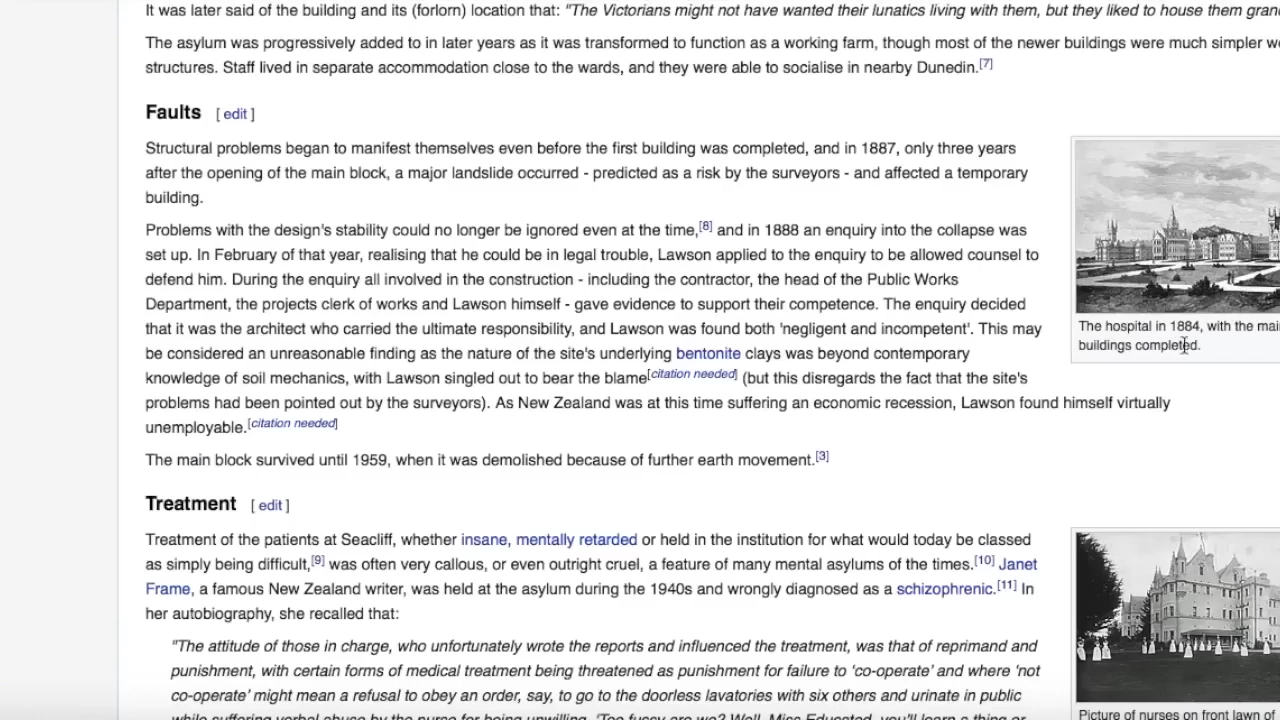 It was later said of the building and its (forlorn) location that: "The Victorians might not have wanted their lunatics living with them, but they liked to house them
The asylum was progressively added to in later years as it was transformed to function as a working farm, though most of the newer buildings were much simpler
structures. Staff lived in separate accommodation close to the wards, and they were able to socialise in nearby Dunedin.[7]
Faults [ edit ]
Structural problems began to manifest themselves even before the first building was completed, and in 1887, only three years
after the opening of the main block, a major landslide occurred - predicted as a risk by the surveyors - and affected a temporary
building.
Problems with the design's stability could no longer be ignored even at the time,[8] and in 1888 an enquiry into the collapse was
set up. In February of that year, realising that he could be in legal trouble, Lawson applied to the enquiry to be allowed counsel to
defend him. During the enquiry all involved in the construction - including the contractor, the head of the Public Works
Department, the projects clerk of works and Lawson himself - gave evidence to support their competence. The enquiry decided
that it was the architect who carried the ultimate responsibility, and Lawson was found both 'negligent and incompetent'. This may
be considered an unreasonable finding as the nature of the site's underlying bentonite clays was beyond contemporary
knowledge of soil mechanics, with Lawson singled out to bear the blame[citation needed] (but this disregards the fact that the site's
problems had been pointed out by the surveyors). As New Zealand was at this time suffering an economic recession, Lawson found himself virtually
unemployable.[citation needed]
The main block survived until 1959, when it was demolished because of further earth movement.[3]
The hospital in 1884, with the
buildings completed.
Treatment [ edit ]
Treatment of the patients at Seacliff, whether insane, mentally retarded or held in the institution for what would today be classed
as simply being difficult,[9] was often very callous, or even outright cruel, a feature of many mental asylums of the times.[10] Janet
Frame, a famous New Zealand writer, was held at the asylum during the 1940s and wrongly diagnosed as a schizophrenic.[11] In
her autobiography, she recalled that:
"The attitude of those in charge, who unfortunately wrote the reports and influenced the treatment, was that of reprimand and
punishment, with certain forms of medical treatment being threatened as punishment for failure to 'co-operate' and where 'not
co-operate' might mean a refusal to obey an order, say, to go to the doorless lavatories with six others and urinate in public
while suffering verbal abuse by the nurse for being unwilling. 'Too fussy are we? Well, Miss Educated, you'll learn a thing or
Picture of nurses on front lawn of